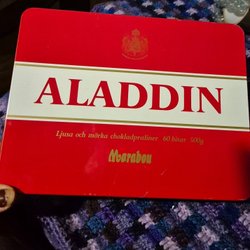 ALADDIN
Ljusa och mörka chokladpraliner 60 bitar 500g
Marabou